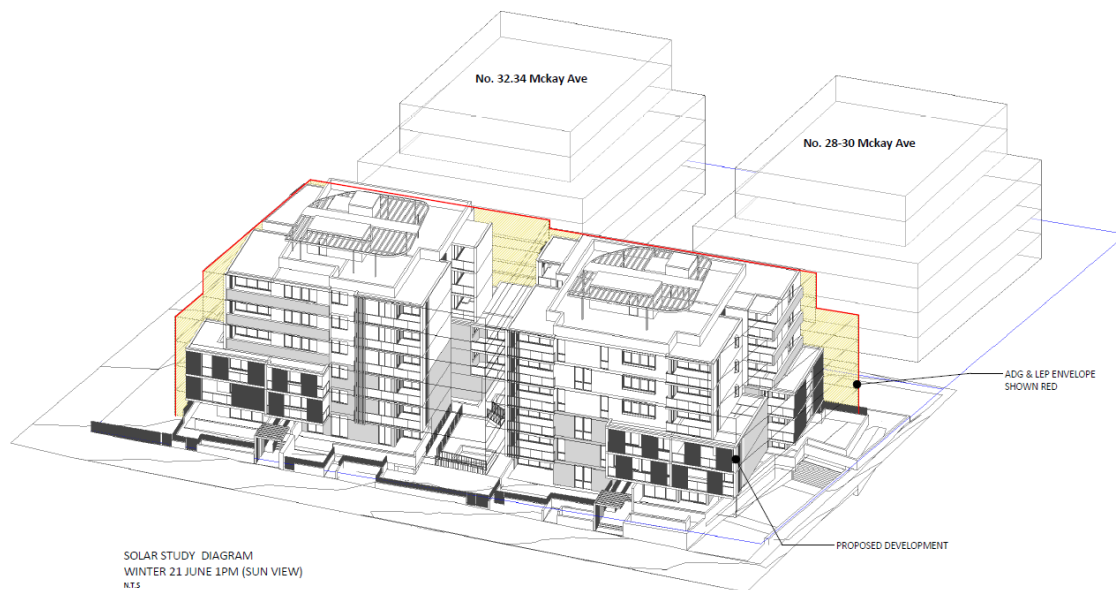 No. 32.34 Mckay Ave
No. 28-30 Mckay Ave
ADG & LEP ENVELOPE
SHOWN RED
PROPOSED DEVELOPMENT
SOLAR STUDY DIAGRAM
WINTER 21 JUNE 1PM (SUN VIEW)
N.T.S